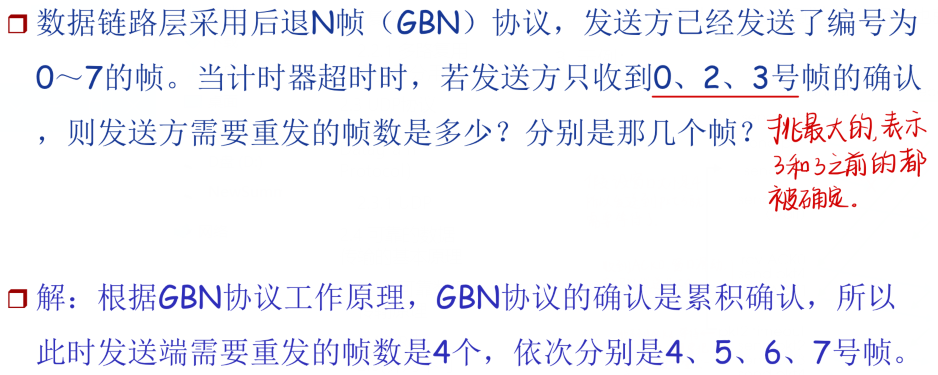 数据链路层采用后退N帧（GBN）协议，发送方已经发送了编号为
0～7的帧。当计时器超时时，若发送方只收到0、2、3号帧的确认
，则发送方需要重发的帧数是多少？分别是那几个帧？
挑最大的，表示
3和3之前的都
被确定。
解：根据GBN协议工作原理，GBN协议的确认是累积确认，所以
此时发送端需要重发的帧数是4个，依次分别是4、5、6、7号帧。